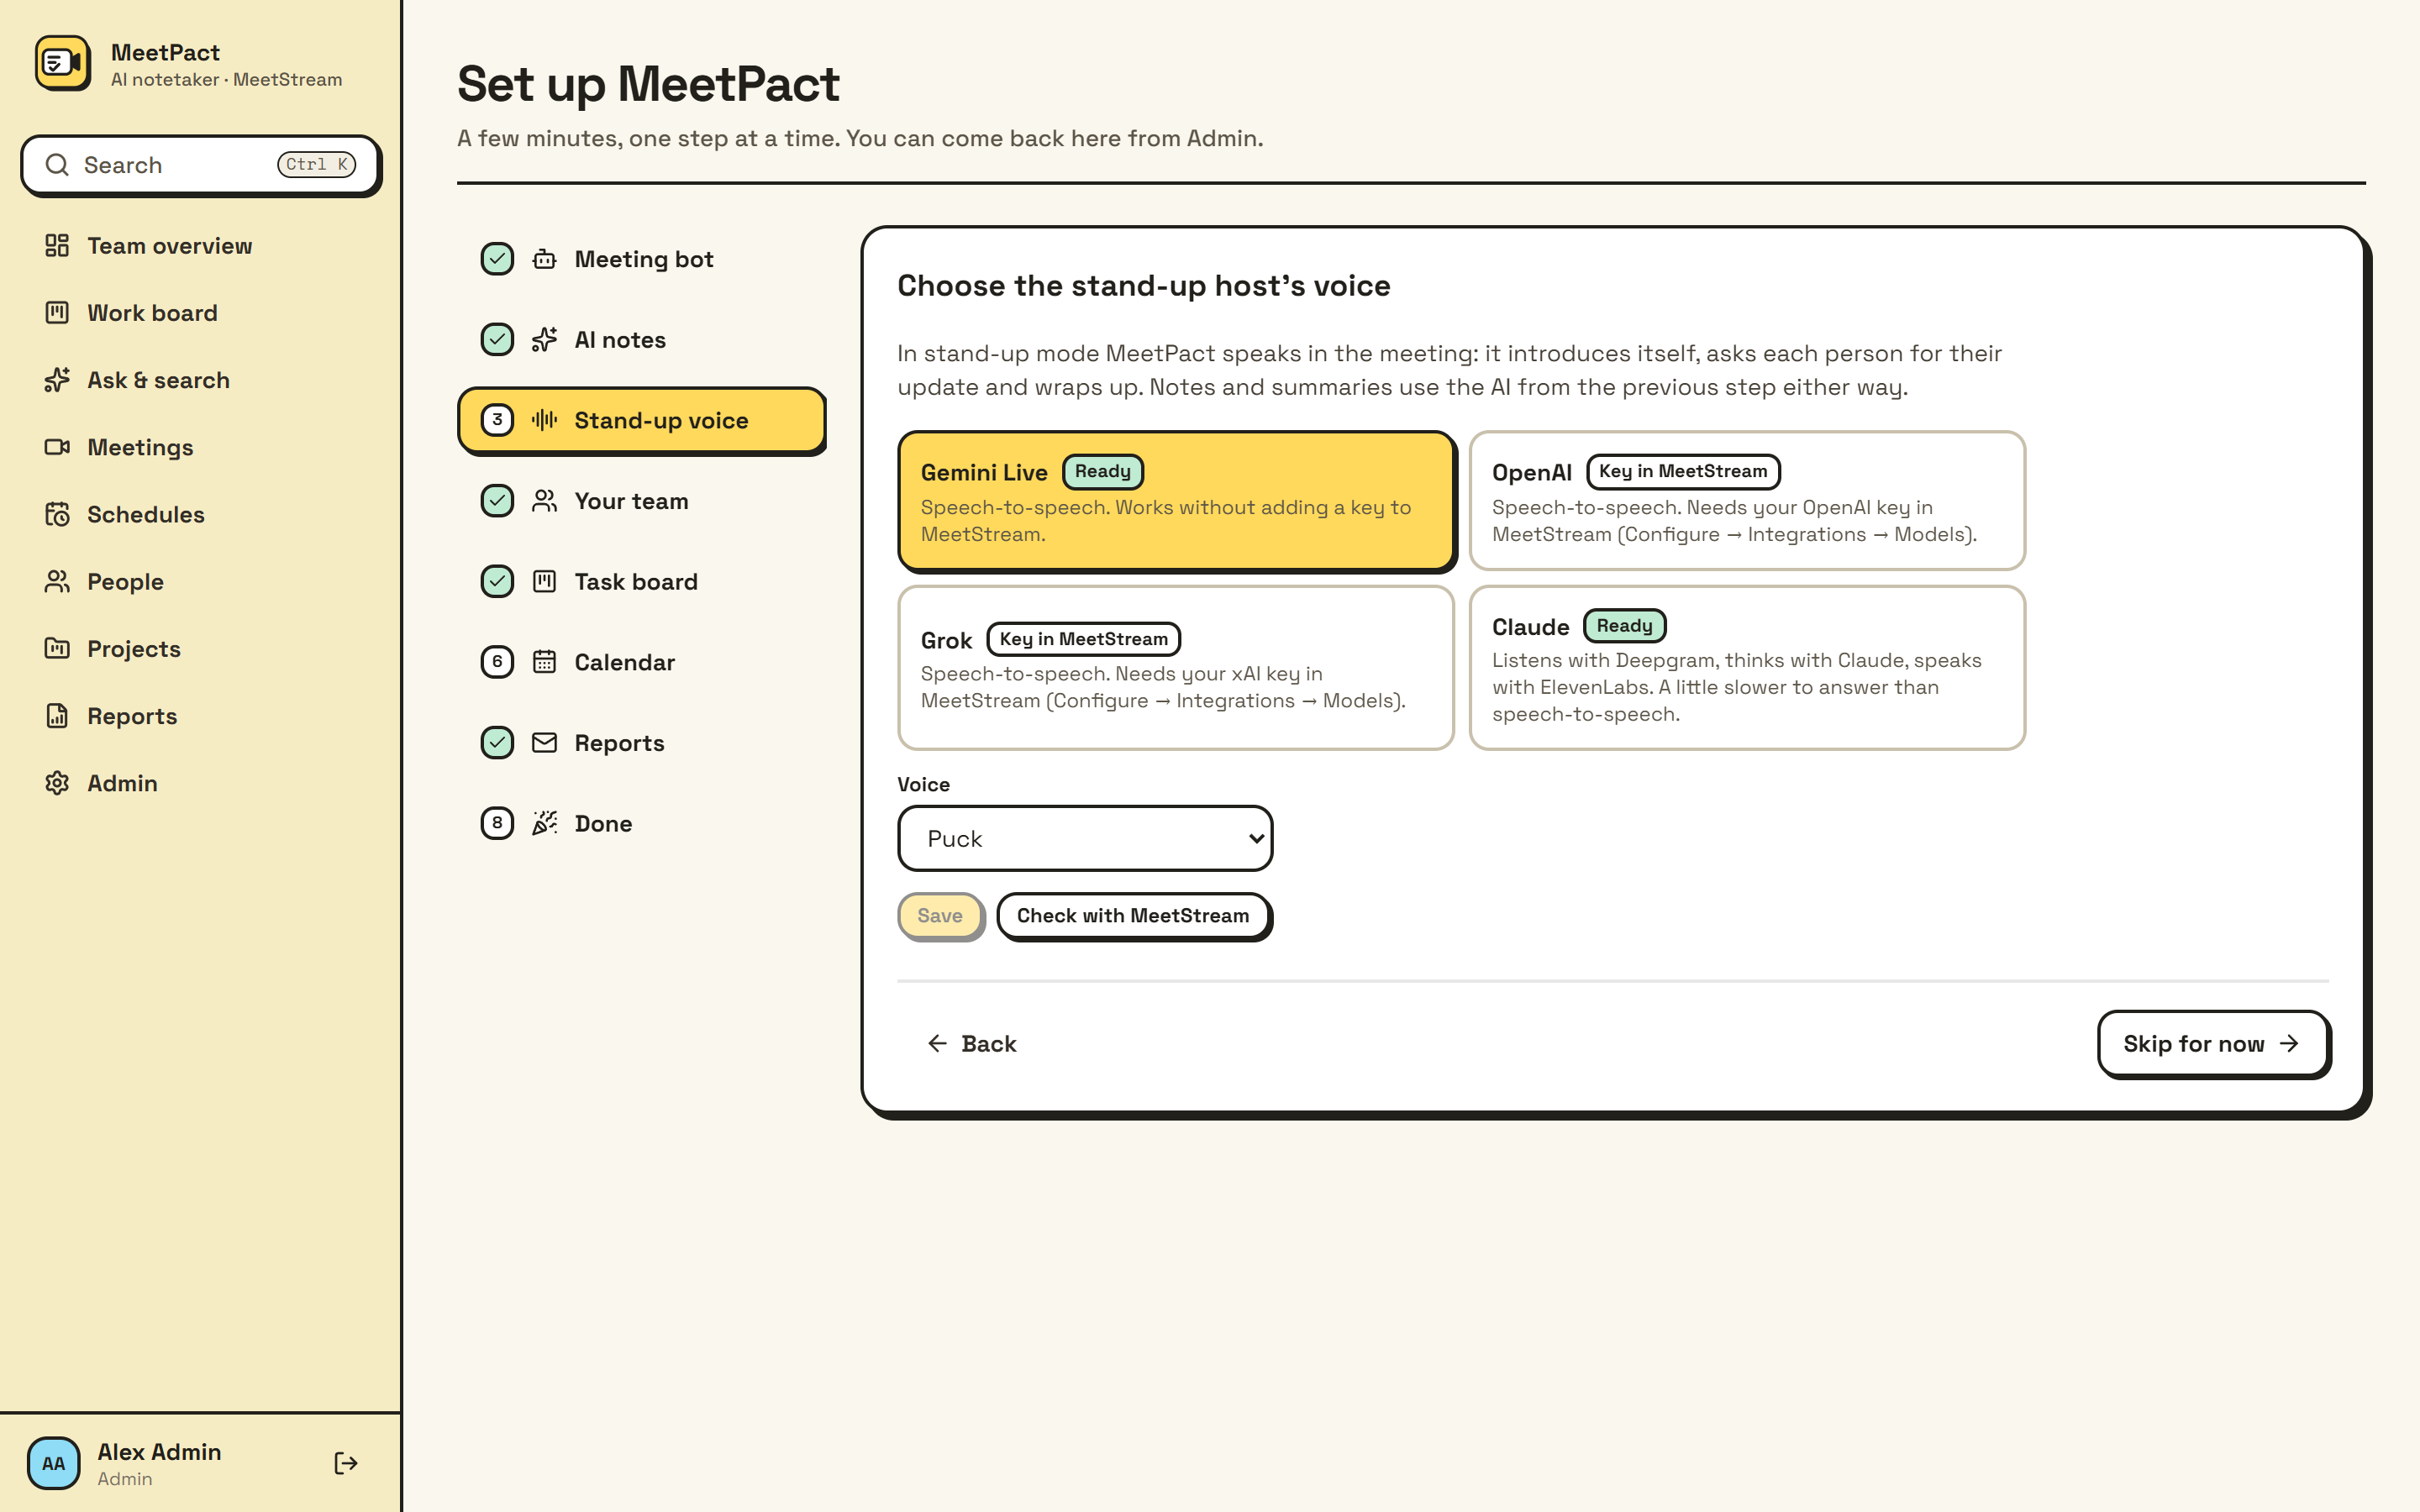 MeetPact
AI notetaker · MeetStream
Search
Ctrl K
Team overview
Work board
Ask & search
Meetings
Schedules
People
Projects
Reports
Admin
AA
Alex Admin
Admin
Set up MeetPact
A few minutes, one step at a time. You can come back here from Admin.
Meeting bot
AI notes
3
Stand-up voice
Your team
Task board
6
Calendar
Reports
8
Done
Choose the stand-up host’s voice
In stand-up mode MeetPact speaks in the meeting: it introduces itself, asks each person for their
update and wraps up. Notes and summaries use the AI from the previous step either way.
Gemini Live
Ready
Speech-to-speech. Works without adding a key to
MeetStream.
OpenAI
Key in MeetStream
Speech-to-speech. Needs your OpenAI key in
MeetStream (Configure → Integrations → Models).
Grok
Key in MeetStream
Speech-to-speech. Needs your xAI key in
MeetStream (Configure → Integrations → Models).
Claude
Ready
Listens with Deepgram, thinks with Claude, speaks
with ElevenLabs. A little slower to answer than
speech-to-speech.
Voice
Puck
Save
Check with MeetStream
← Back
Skip for now →